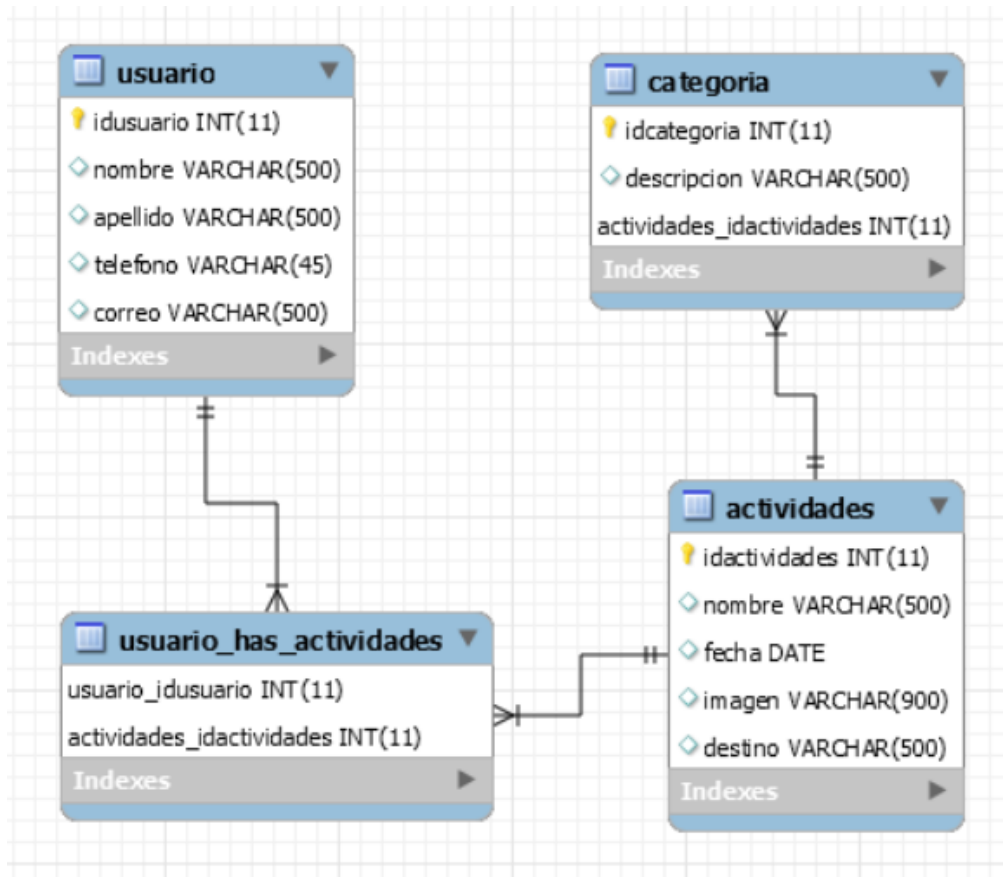 usuario
idusuario INT(11)
nombre VARCHAR(500)
apellido VARCHAR(500)
telefono VARCHAR(45)
correo VARCHAR(500)
Indexes
categoria
idcategoria INT(11)
descripcion VARCHAR(500)
actividades_idactividades INT(11)
Indexes
usuario_has_actividades
usuario_idusuario INT(11)
actividades_idactividades INT(11)
Indexes
actividades
idactividades INT(11)
nombre VARCHAR(500)
fecha DATE
imagen VARCHAR(900)
destino VARCHAR(500)
Indexes